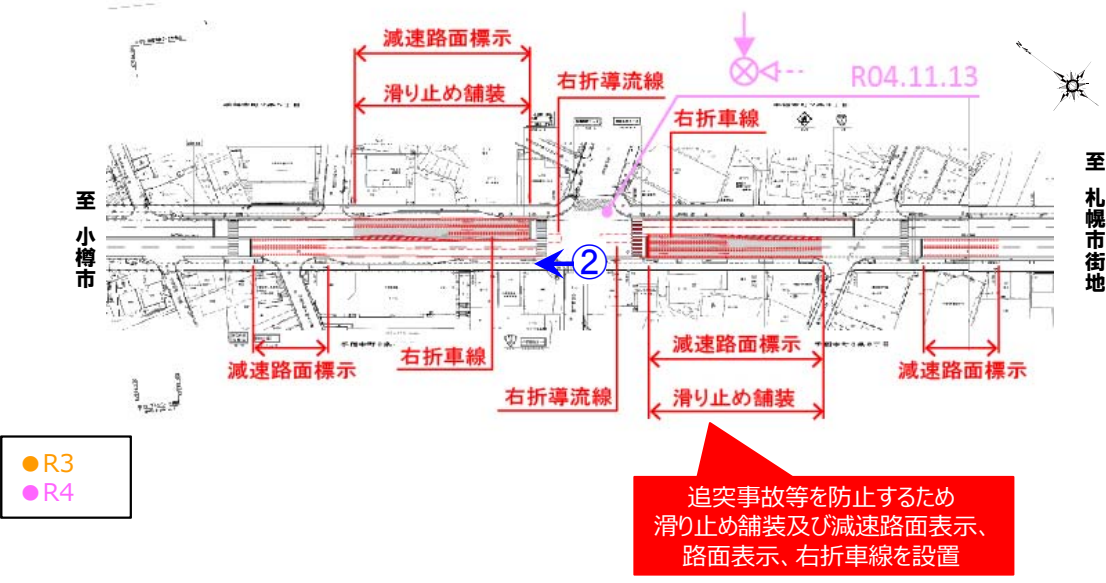 減速路面標示
滑り止め舗装
右折導流線
R04.11.13
右折車線
至 小樽市
至 札幌市街地
②
減速路面標示
右折車線
右折導流線
減速路面標示
滑り止め舗装
減速路面標示
R3
R4
追突事故等を防止するため
滑り止め舗装及び減速路面表示、
路面表示、右折車線を設置